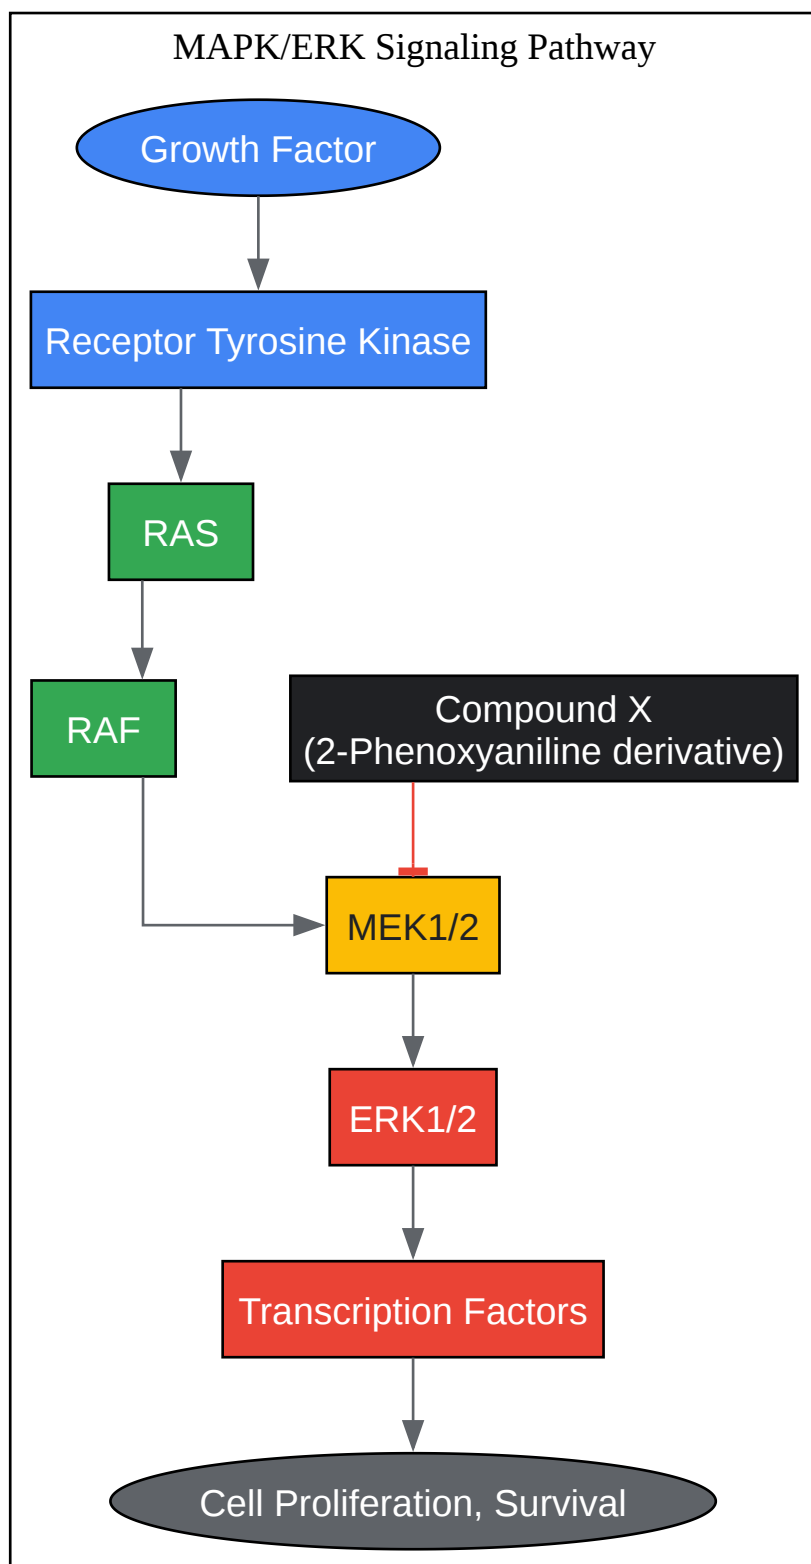 MAPK/ERK Signaling Pathway
Growth Factor
Receptor Tyrosine Kinase
RAS
RAF
Compound X
(2-Phenoxyaniline derivative)
MEK1/2
ERK1/2
Transcription Factors
Cell Proliferation, Survival